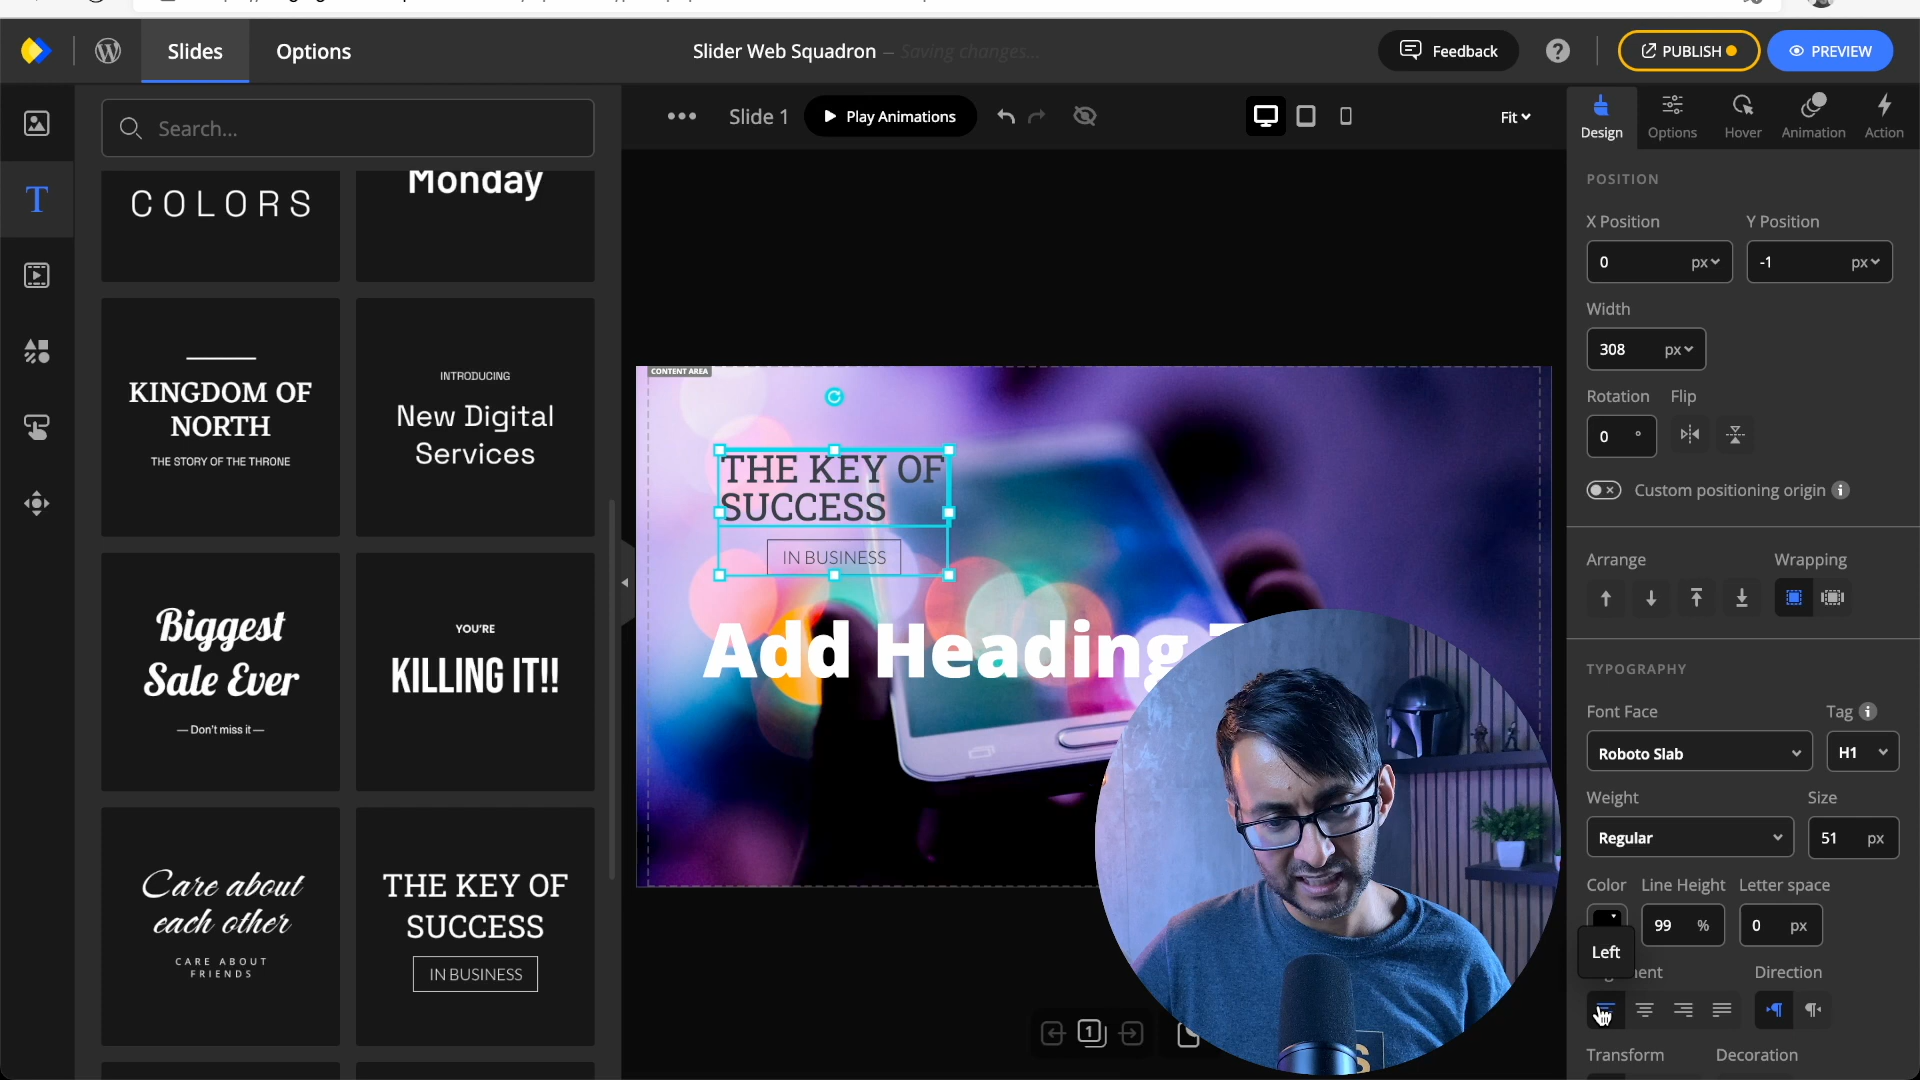 Slides
Options
Slider Web Squadron – Saving changes...
Feedback
PUBLISH
PREVIEW
Search...
Slide 1
Play Animations
Fit
Design
Options
Hover
Animation
Action
COLORS
Monday
KINGDOM OF
NORTH
THE STORY OF THE THRONE
INTRODUCING
New Digital
Services
Biggest
Sale Ever
— Don't miss it —
YOU'RE
KILLING IT!!
Care about
each other
CARE ABOUT
FRIENDS
THE KEY OF
SUCCESS
IN BUSINESS
CONTENT AREA
THE KEY OF
SUCCESS
IN BUSINESS
Add Heading
1
POSITION
X Position
Y Position
0 px
-1 px
Width
308 px
Rotation
Flip
0 °
Custom positioning origin
Arrange
Wrapping
TYPOGRAPHY
Font Face
Tag
Roboto Slab
H1
Weight
Size
Regular
51 px
Color
Line Height
Letter space
99 %
0 px
Left
Direction
Transform
Decoration